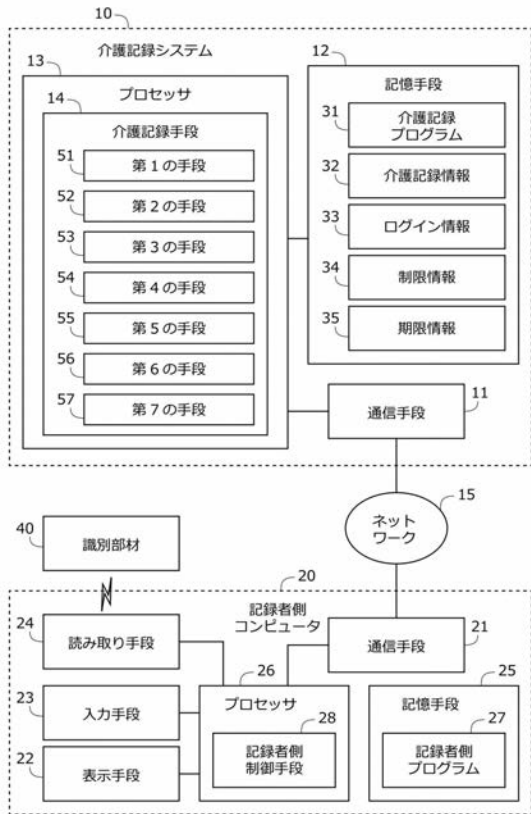 10
介護記録システム
13
プロセッサ
14
介護記録手段
51
第1の手段
52
第2の手段
53
第3の手段
54
第4の手段
55
第5の手段
56
第6の手段
57
第7の手段
12
記憶手段
31
介護記録
プログラム
32
介護記録情報
33
ログイン情報
34
制限情報
35
期限情報
11
通信手段
15
ネット
ワーク
40
識別部材
20
記録者側
コンピュータ
24
読み取り手段
21
通信手段
23
入力手段
22
表示手段
26
プロセッサ
28
記録者側
制御手段
25
記憶手段
27
記録者側
プログラム